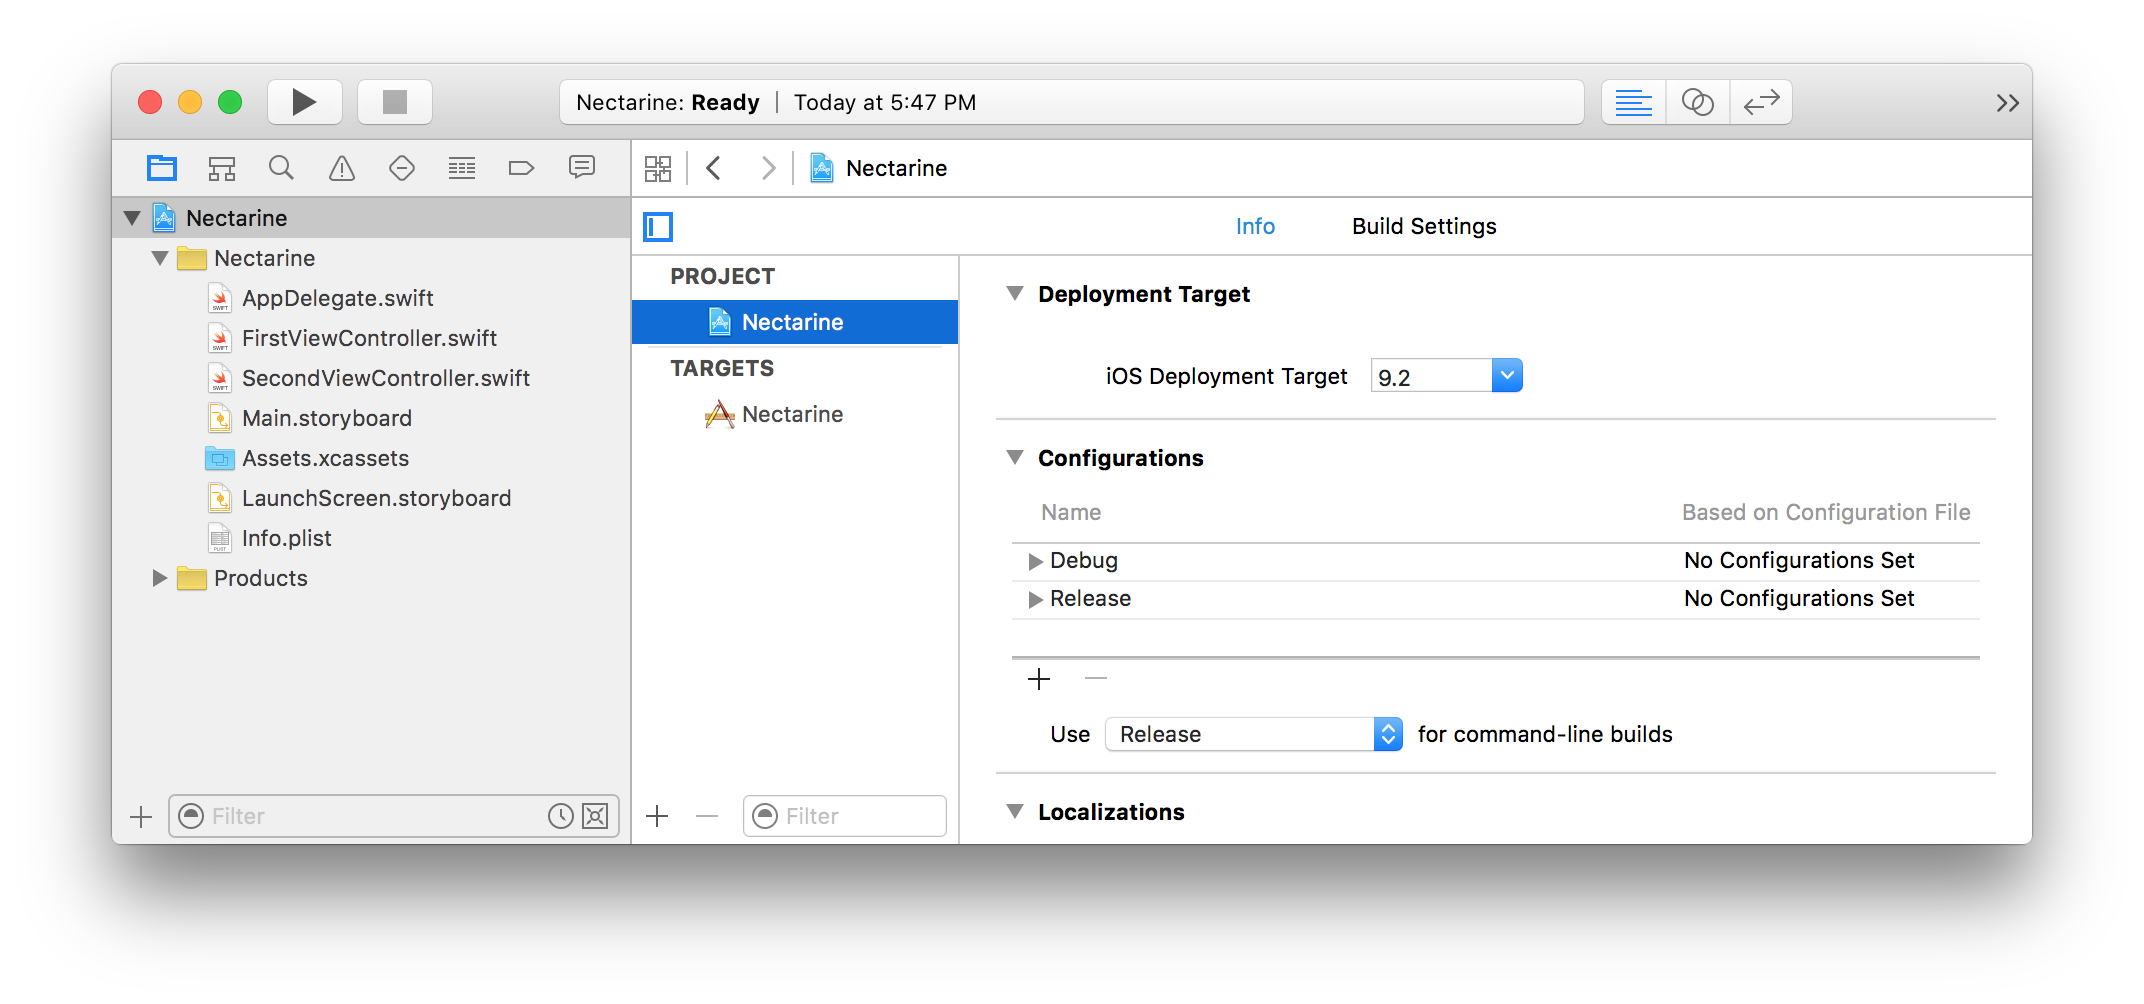 Nectarine: Ready | Today at 5:47 PM
Nectarine
Nectarine
Nectarine
AppDelegate.swift
FirstViewController.swift
SecondViewController.swift
Main.storyboard
Assets.xcassets
LaunchScreen.storyboard
Info.plist
Products
Filter
Info Build Settings
PROJECT
Nectarine
TARGETS
Nectarine
Filter
Deployment Target
iOS Deployment Target 9.2
Configurations
Name Based on Configuration File
Debug No Configurations Set
Release No Configurations Set
Use Release for command-line builds
Localizations